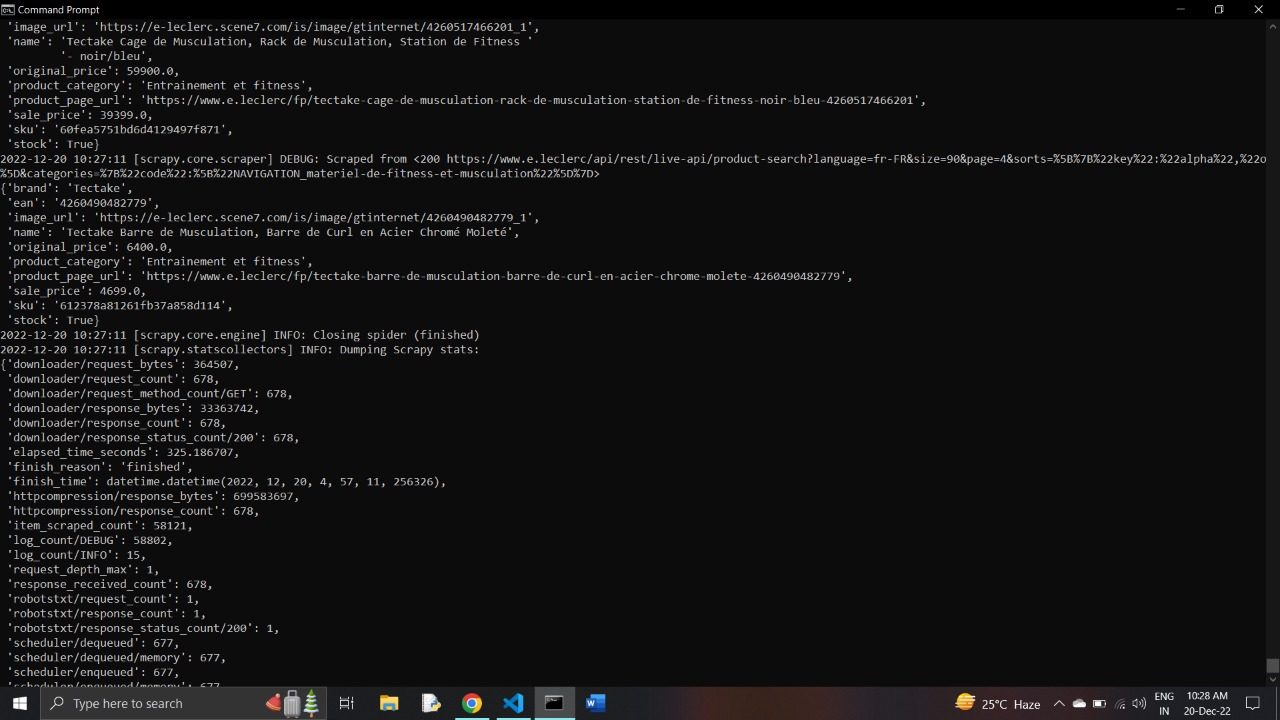 Command Prompt
'image_url': 'https://e-leclerc.scene7.com/is/image/gtinternet/4260517466201_1',
'name': 'Tectake Cage de Musculation, Rack de Musculation, Station de Fitness '
'- noir/bleu',
'original_price': 59900.0,
'product_category': 'Entrainement et fitness',
'product_page_url': 'https://www.e.leclerc/fp/tectake-cage-de-musculation-rack-de-musculation-station-de-fitness-noir-bleu-4260517466201',
'sale_price': 39399.0,
'sku': '60fea5751bd6d4129497f871',
'stock': True}
2022-12-20 10:27:11 [scrapy.core.scraper] DEBUG: Scraped from <200 https://www.e.leclerc/api/rest/live-api/product-search?language=fr-FR&size=90&page=4&sorts=%5B%7B%22key%22:%22alpha%22,%22o
%5D&categories=%7B%22code%22:%5B%22NAVIGATION_materiel-de-fitness-et-musculation%22%5D%7D>
{'brand': 'Tectake',
'ean': '4260490482779',
'image_url': 'https://e-leclerc.scene7.com/is/image/gtinternet/4260490482779_1',
'name': 'Tectake Barre de Musculation, Barre de Curl en Acier Chromé Moleté',
'original_price': 6400.0,
'product_category': 'Entrainement et fitness',
'product_page_url': 'https://www.e.leclerc/fp/tectake-barre-de-musculation-barre-de-curl-en-acier-chrome-molete-4260490482779',
'sale_price': 4699.0,
'sku': '612378a81261fb37a858d114',
'stock': True}
2022-12-20 10:27:11 [scrapy.core.engine] INFO: Closing spider (finished)
2022-12-20 10:27:11 [scrapy.statscollectors] INFO: Dumping Scrapy stats:
{'downloader/request_bytes': 364507,
'downloader/request_count': 678,
'downloader/request_method_count/GET': 678,
'downloader/response_bytes': 33363742,
'downloader/response_count': 678,
'downloader/response_status_count/200': 678,
'elapsed_time_seconds': 325.186707,
'finish_reason': 'finished',
'finish_time': datetime.datetime(2022, 12, 20, 4, 57, 11, 256326),
'httpcompression/response_bytes': 699583697,
'httpcompression/response_count': 678,
'item_scraped_count': 58121,
'log_count/DEBUG': 58802,
'log_count/INFO': 15,
'request_depth_max': 1,
'response_received_count': 678,
'robotstxt/request_count': 1,
'robotstxt/response_count': 1,
'robotstxt/response_status_count/200': 1,
'scheduler/dequeued': 677,
'scheduler/dequeued/memory': 677,
'scheduler/enqueued': 677,
'scheduler/enqueued/memory': 677,
Type here to search
25°C Haze
ENG
IN
10:28 AM
20-Dec-22